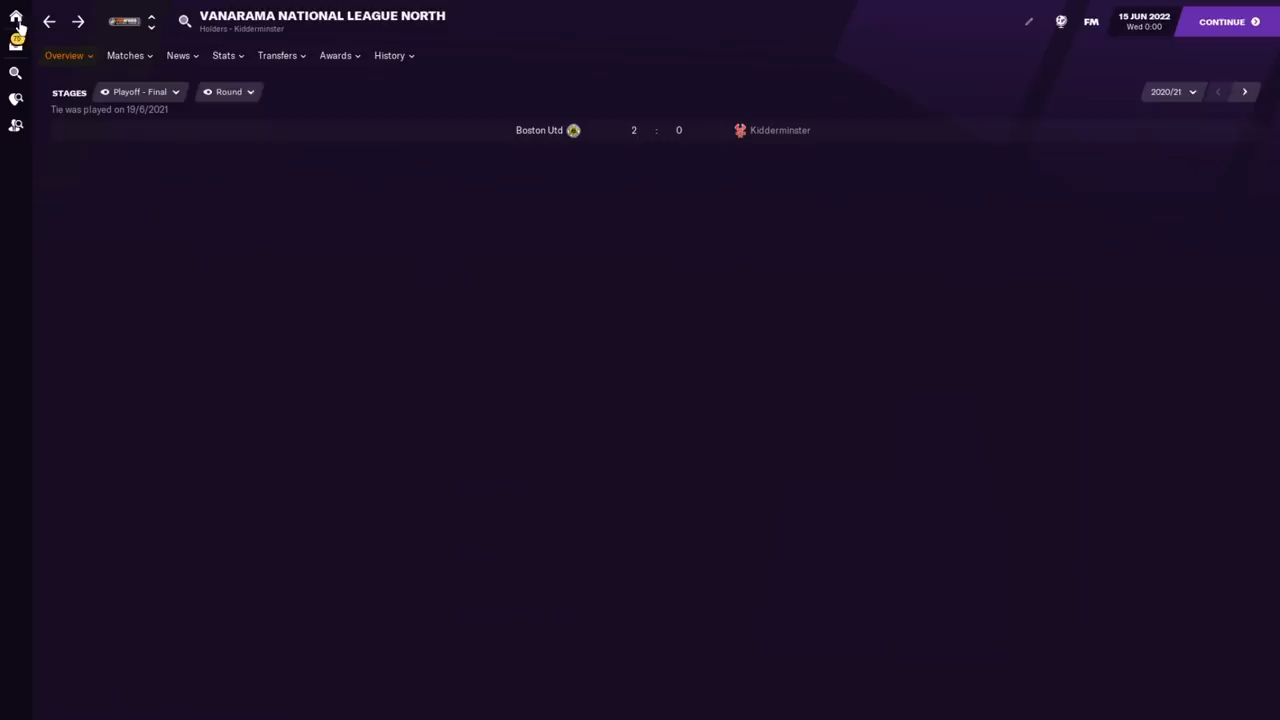 VANARAMA NATIONAL LEAGUE NORTH
Holders - Kidderminster
FM
15 JUN 2022
Wed 0:00
CONTINUE
75
Overview
Matches
News
Stats
Transfers
Awards
History
STAGES
Playoff - Final
Round
2020/21
Tie was played on 19/6/2021
Boston Utd 2 : 0 Kidderminster